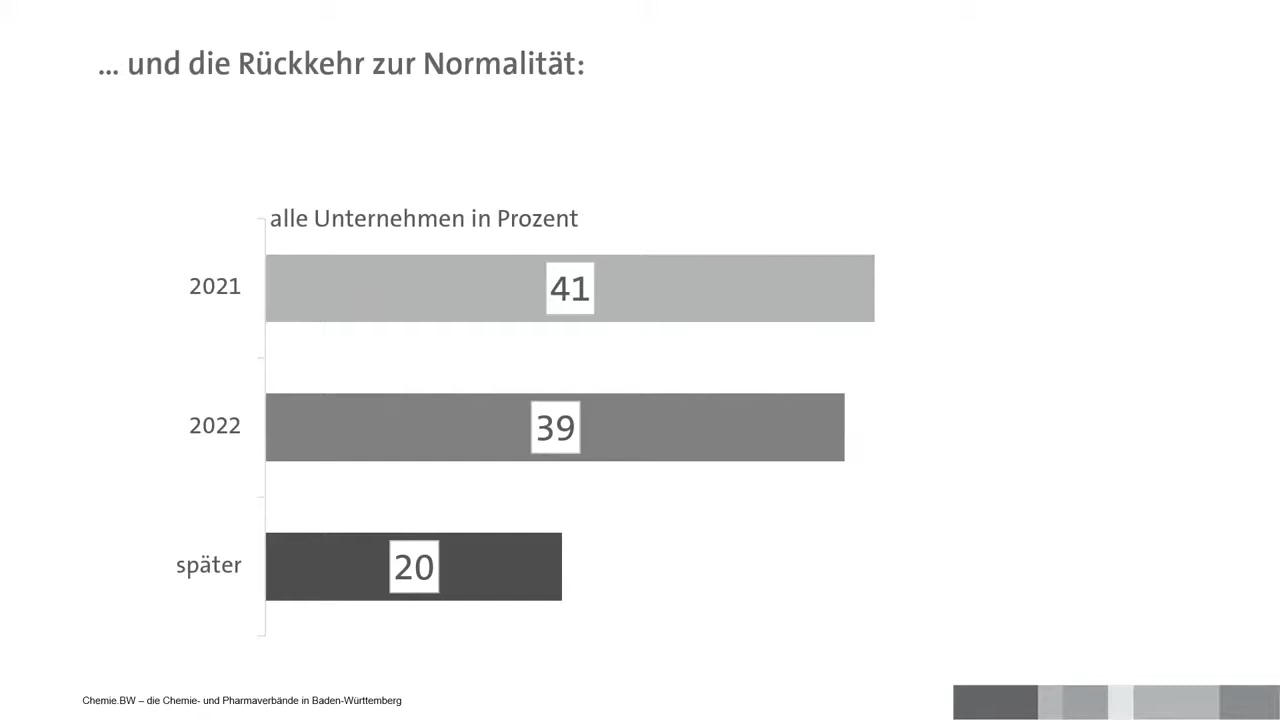 ... und die Rückkehr zur Normalität:
alle Unternehmen in Prozent
2021 41
2022 39
später 20
Chemie.BW – die Chemie- und Pharmaverbände in Baden-Württemberg